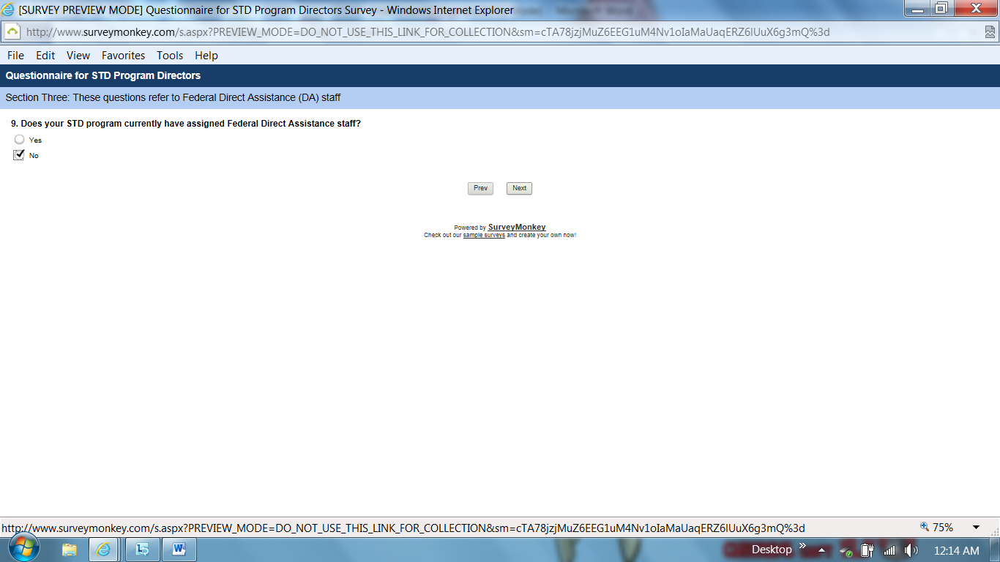 [SURVEY PREVIEW MODE] Questionnaire for STD Program Directors Survey - Windows Internet Explorer
http://www.surveymonkey.com/s.aspx?PREVIEW_MODE=DO_NOT_USE_THIS_LINK_FOR_COLLECTION&sm=cTA78jzjMuZ6EEG1uM4Nv1oIaMaUaqERZ6lUuX6g3mQ%3d
File Edit View Favorites Tools Help
Questionnaire for STD Program Directors
Section Three: These questions refer to Federal Direct Assistance (DA) staff
9. Does your STD program currently have assigned Federal Direct Assistance staff?
Yes
No
Prev Next
Powered by SurveyMonkey
Check out our sample surveys and create your own now!
http://www.surveymonkey.com/s.aspx?PREVIEW_MODE=DO_NOT_USE_THIS_LINK_FOR_COLLECTION&sm=cTA78jzjMuZ6EEG1uM4Nv1oIaMaUaqERZ6lUuX6g3mQ%3d 75%
Desktop » 12:14 AM